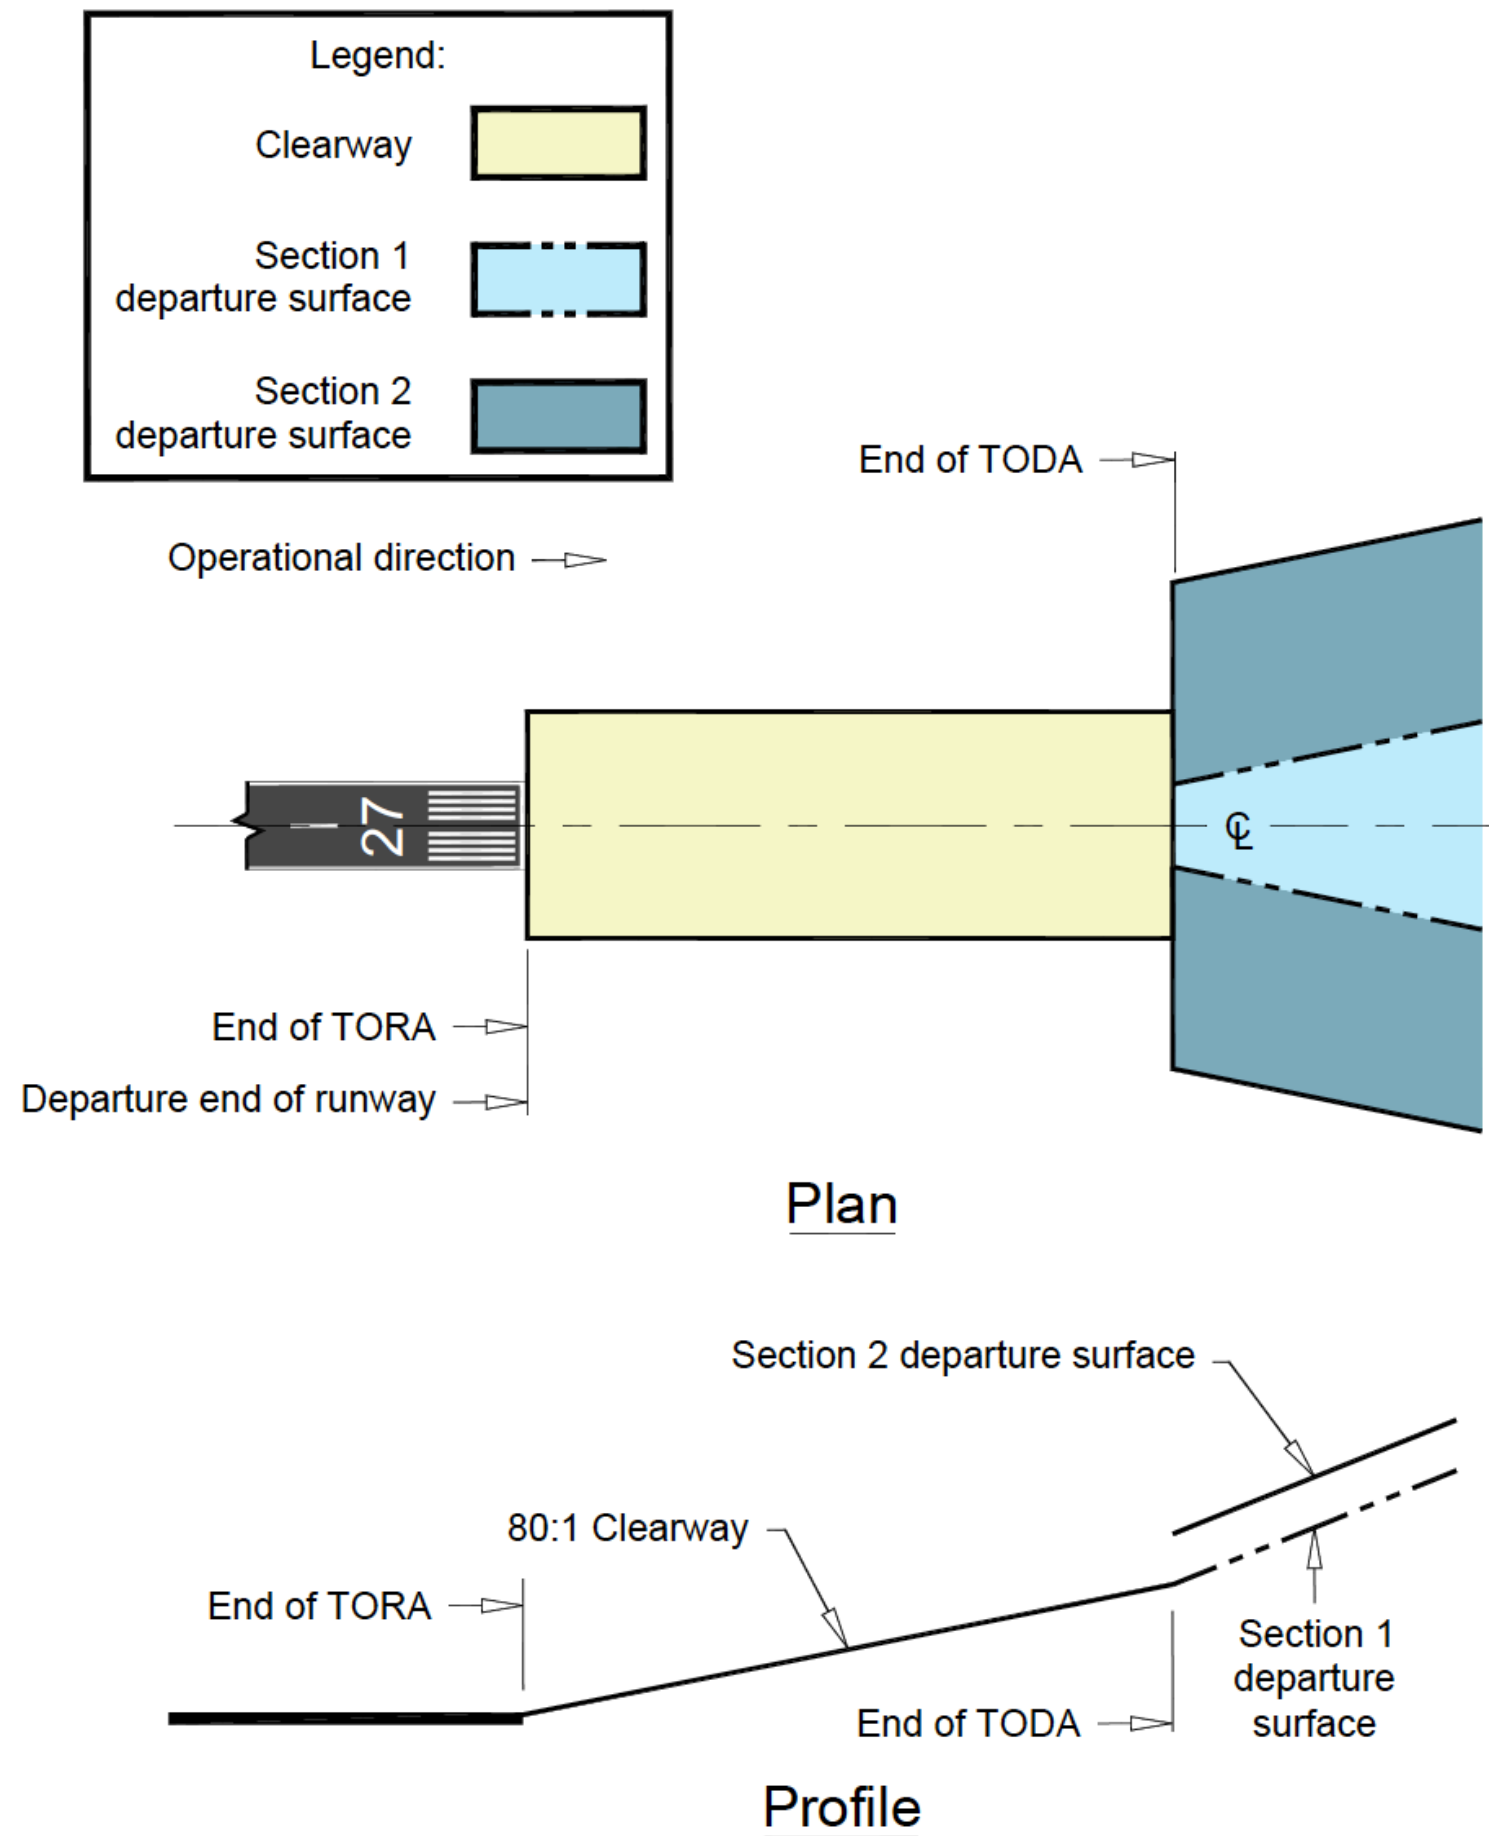 Legend:
Clearway
Section 1
departure surface
Section 2
departure surface
End of TODA
Operational direction
27
℄
End of TORA
Departure end of runway
Plan
Section 2 departure surface
80:1 Clearway
End of TORA
Section 1
departure
surface
End of TODA
Profile